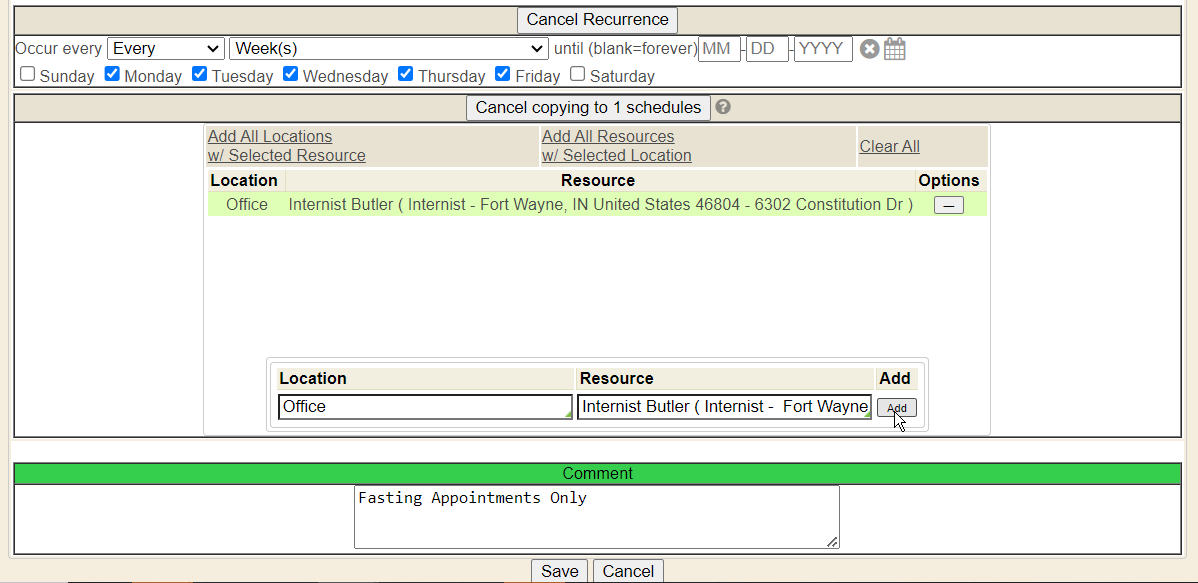 Cancel Recurrence
Occur every Every Week(s) until (blank=forever) MM - DD - YYYY
Sunday Monday Tuesday Wednesday Thursday Friday Saturday
Cancel copying to 1 schedules ?
Add All Locations
w/ Selected Resource
Add All Resources
w/ Selected Location
Clear All
Location Resource Options
Office Internist Butler ( Internist - Fort Wayne, IN United States 46804 - 6302 Constitution Dr ) —
Location Resource Add
Office Internist Butler ( Internist -  Fort Wayne Add
Comment
Fasting Appointments Only
Save Cancel